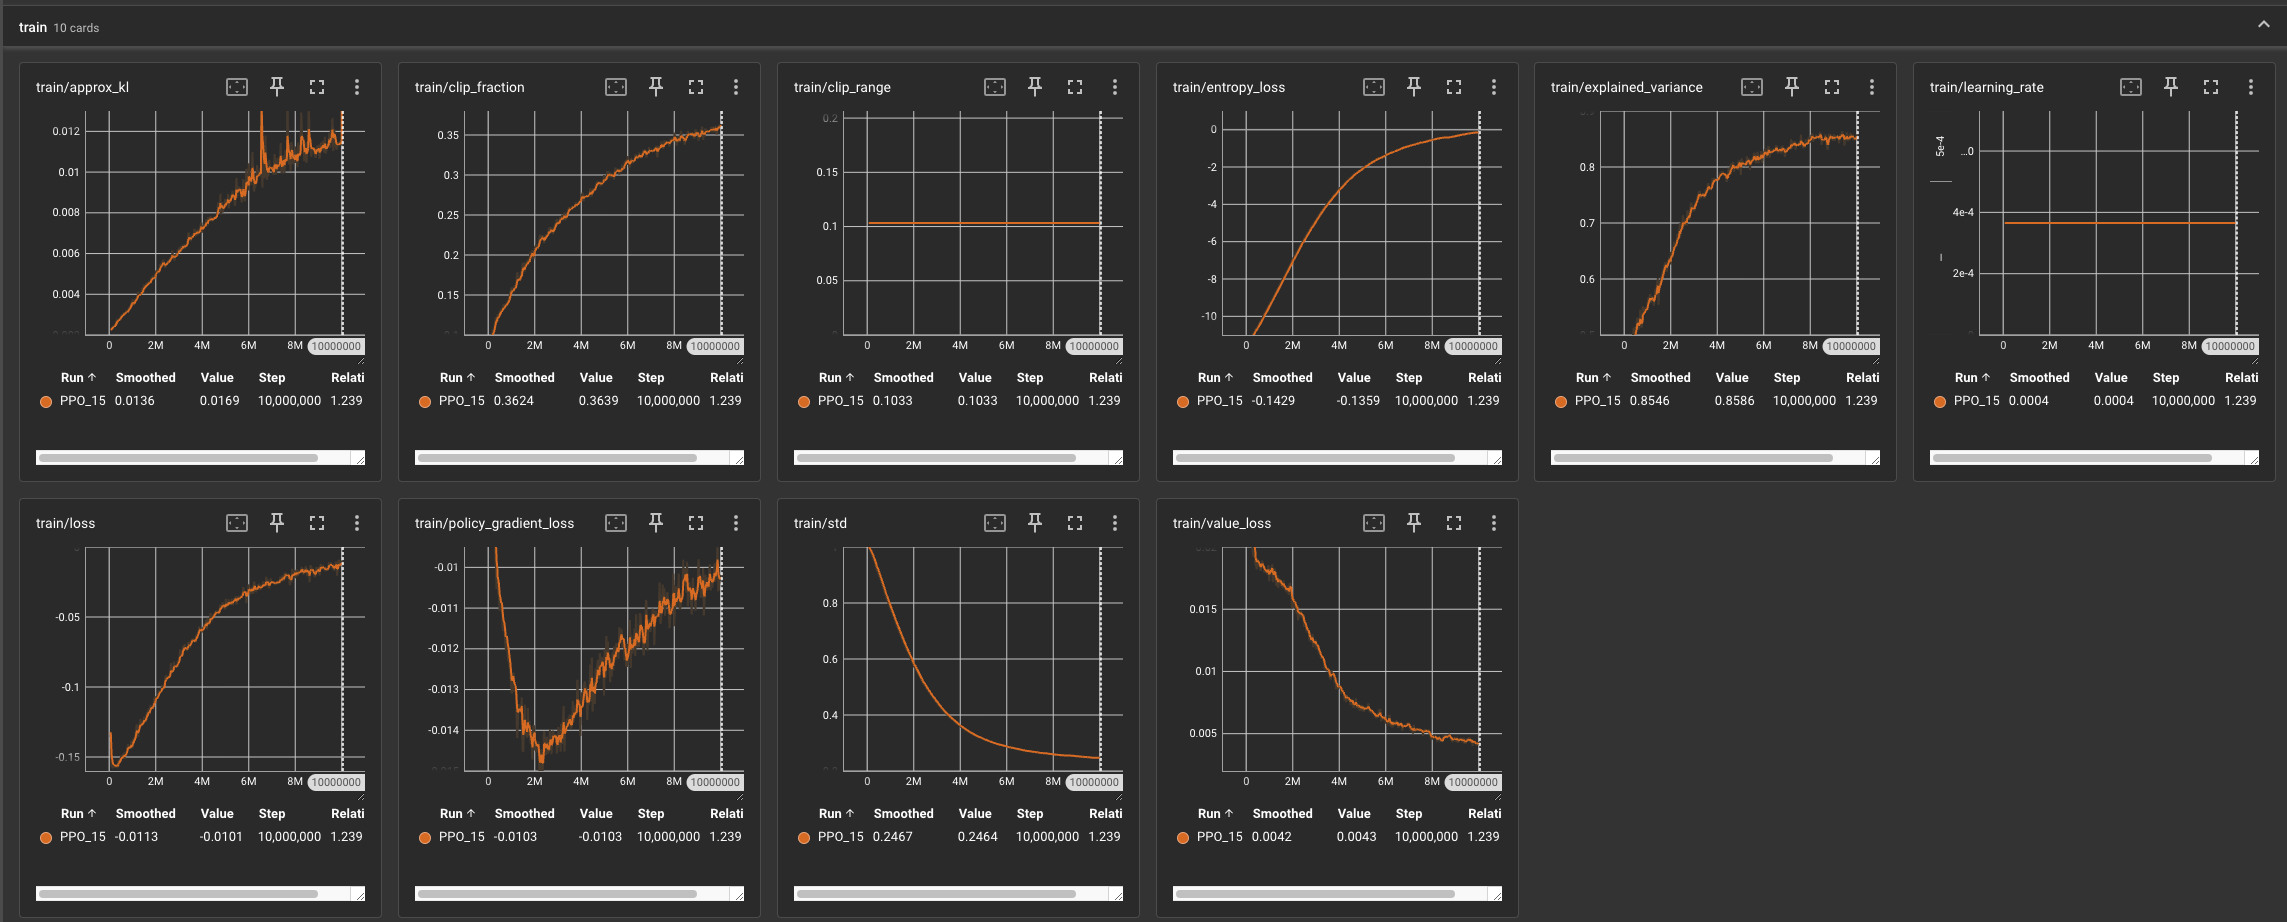 train 10 cards
train/approx_kl
0.012
0.01
0.008
0.006
0.004
0 2M 4M 6M 8M 10000000
Run ↑ Smoothed Value Step Relati
PPO_15 0.0136 0.0169 10,000,000 1.239
train/clip_fraction
0.35
0.3
0.25
0.2
0.15
0 2M 4M 6M 8M 10000000
Run ↑ Smoothed Value Step Relati
PPO_15 0.3624 0.3639 10,000,000 1.239
train/clip_range
0.2
0.15
0.1
0.05
0
0 2M 4M 6M 8M 10000000
Run ↑ Smoothed Value Step Relati
PPO_15 0.1033 0.1033 10,000,000 1.239
train/entropy_loss
0
-2
-4
-6
-8
-10
0 2M 4M 6M 8M 10000000
Run ↑ Smoothed Value Step Relati
PPO_15 -0.1429 -0.1359 10,000,000 1.239
train/explained_variance
0.8
0.7
0.6
0 2M 4M 6M 8M 10000000
Run ↑ Smoothed Value Step Relati
PPO_15 0.8546 0.8586 10,000,000 1.239
train/learning_rate
5e-4
...0
4e-4
2e-4
0 2M 4M 6M 8M 10000000
Run ↑ Smoothed Value Step Relati
PPO_15 0.0004 0.0004 10,000,000 1.239
train/loss
-0.05
-0.1
-0.15
0 2M 4M 6M 8M 10000000
Run ↑ Smoothed Value Step Relati
PPO_15 -0.0113 -0.0101 10,000,000 1.239
train/policy_gradient_loss
-0.01
-0.011
-0.012
-0.013
-0.014
0 2M 4M 6M 8M 10000000
Run ↑ Smoothed Value Step Relati
PPO_15 -0.0103 -0.0103 10,000,000 1.239
train/std
0.8
0.6
0.4
0 2M 4M 6M 8M 10000000
Run ↑ Smoothed Value Step Relati
PPO_15 0.2467 0.2464 10,000,000 1.239
train/value_loss
0.015
0.01
0.005
0 2M 4M 6M 8M 10000000
Run ↑ Smoothed Value Step Relati
PPO_15 0.0042 0.0043 10,000,000 1.239